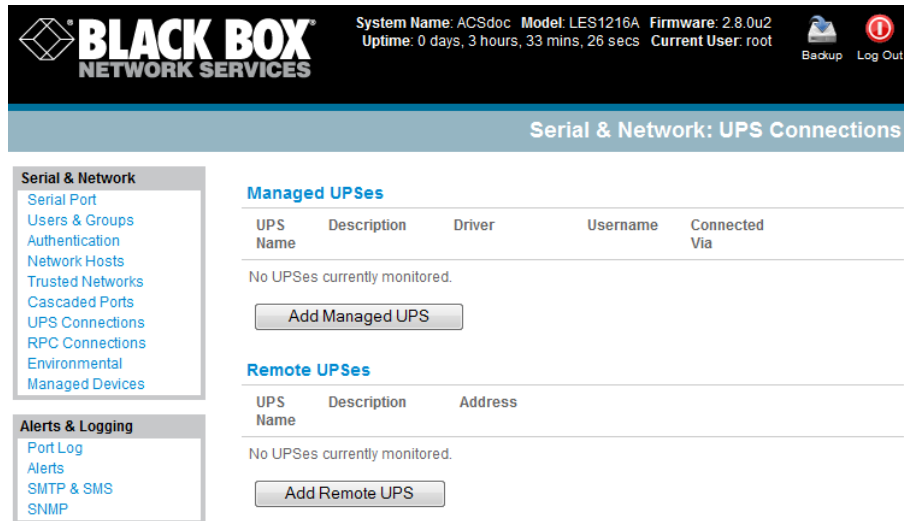 BLACK BOX®
NETWORK SERVICES
System Name: ACSdoc Model: LES1216A Firmware: 2.8.0u2
Uptime: 0 days, 3 hours, 33 mins, 26 secs Current User: root
Backup Log Out
Serial & Network: UPS Connections
Serial & Network
Serial Port
Users & Groups
Authentication
Network Hosts
Trusted Networks
Cascaded Ports
UPS Connections
RPC Connections
Environmental
Managed Devices
Alerts & Logging
Port Log
Alerts
SMTP & SMS
SNMP
Managed UPSes
UPS Name Description Driver Username Connected Via
No UPSes currently monitored.
Add Managed UPS
Remote UPSes
UPS Name Description Address
No UPSes currently monitored.
Add Remote UPS